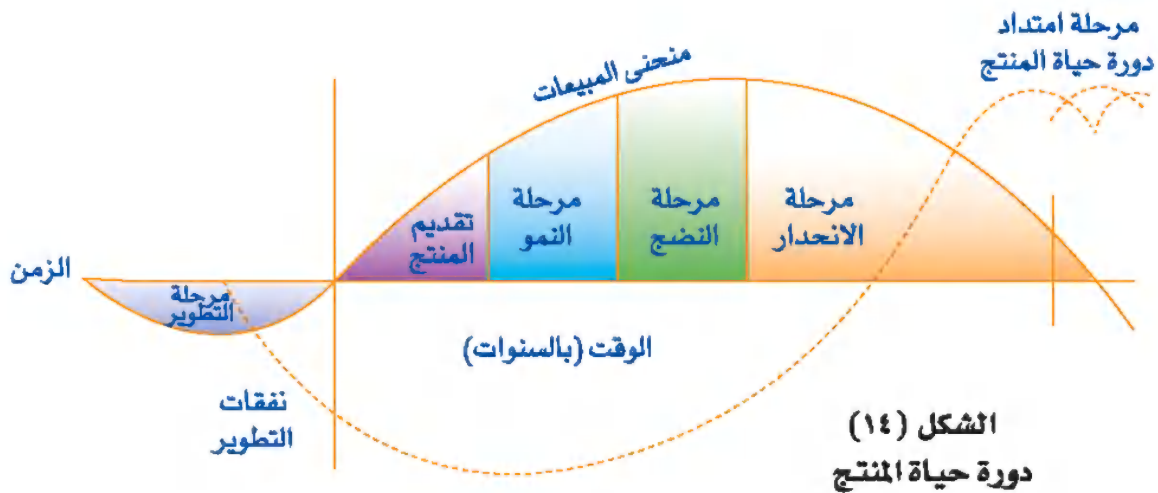 مرحلة امتداد
دورة حياة المنتج
منحنى المبيعات
تقديم
المنتج
مرحلة
النمو
مرحلة
النضج
مرحلة
الانحدار
الزمن
مرحلة
التطوير
الوقت (بالسنوات)
نفقات
التطوير
الشكل (١٤)
دورة حياة المنتج